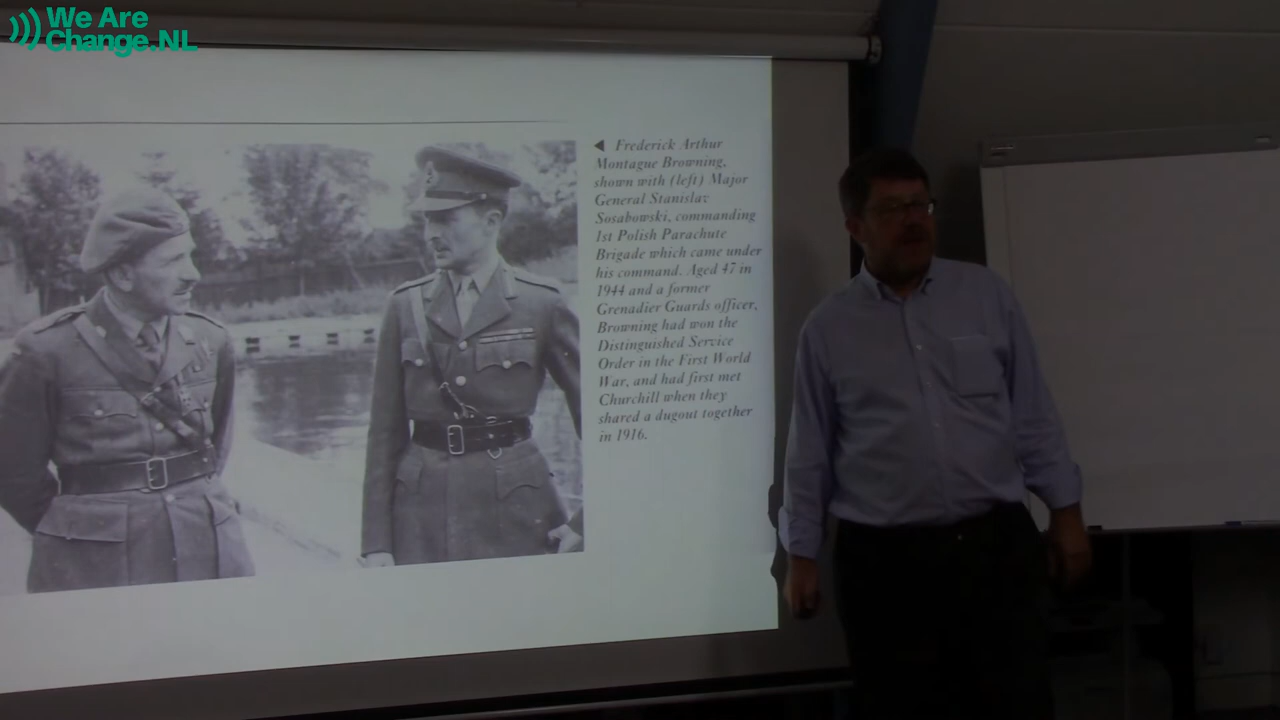 We Are
Change.NL
Frederick Arthur
Montague Browning,
shown with (left) Major
General Stanislav
Sosabowski, commanding
1st Polish Parachute
Brigade which came under
his command. Aged 47 in
1944 and a former
Grenadier Guards officer,
Browning had won the
Distinguished Service
Order in the First World
War, and had first met
Churchill when they
shared a dugout together
in 1916.